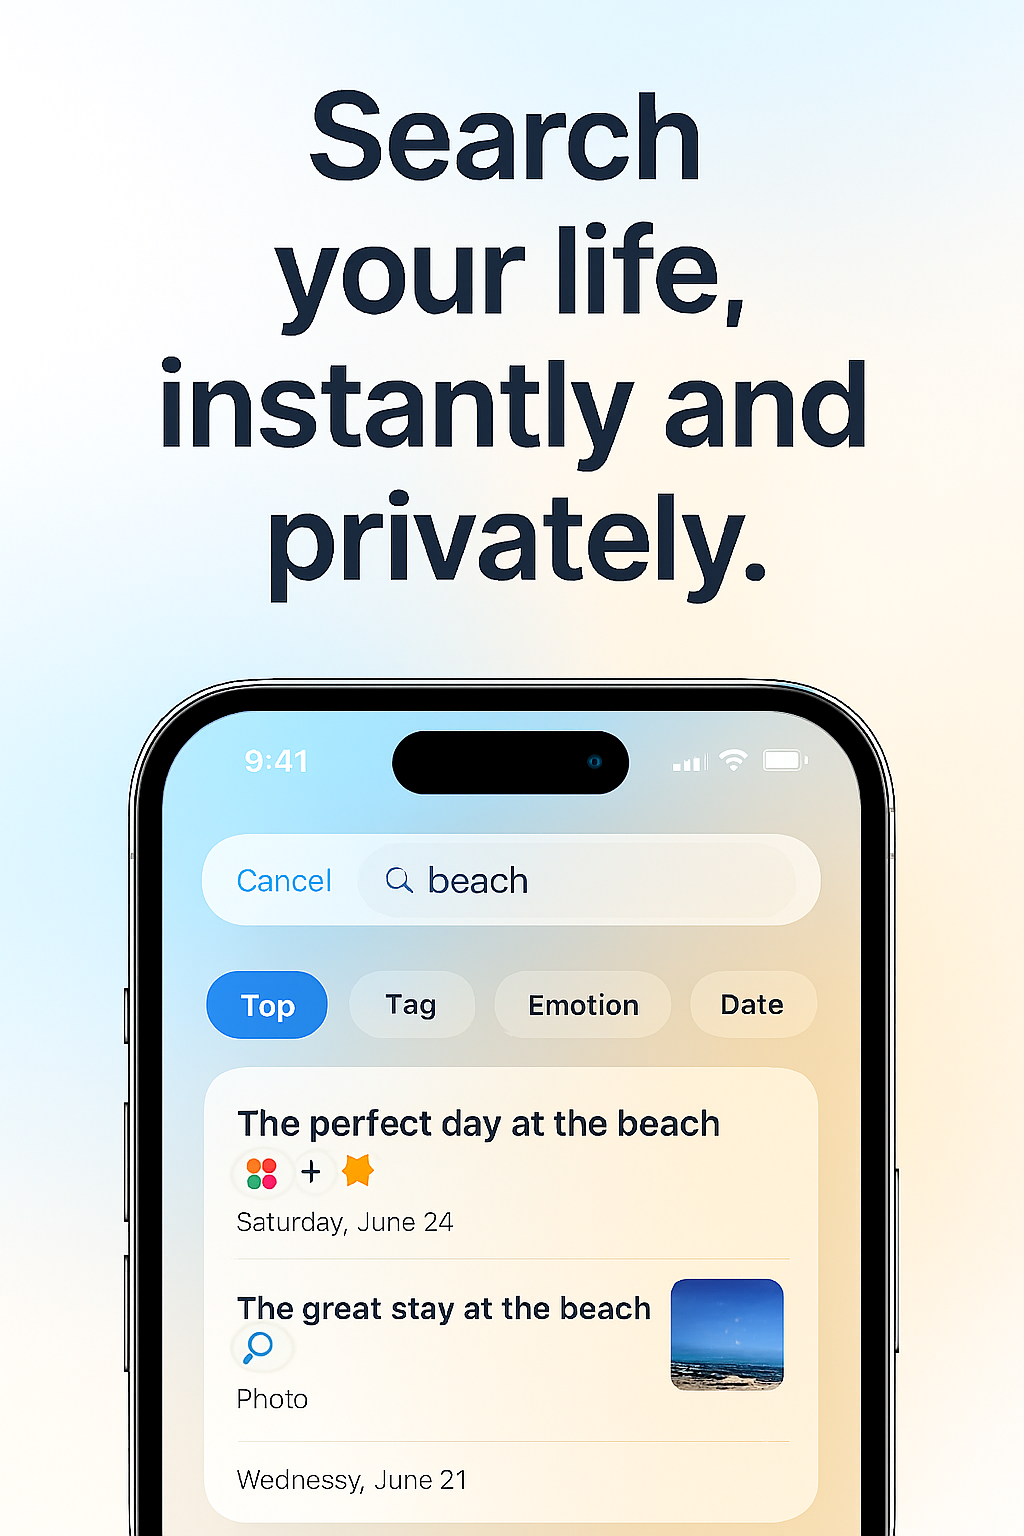 Search
your life,
instantly and
privately.
9:41
Cancel beach
Top Tag Emotion Date
The perfect day at the beach
+
Saturday, June 24
The great stay at the beach
Photo
Wednessy, June 21